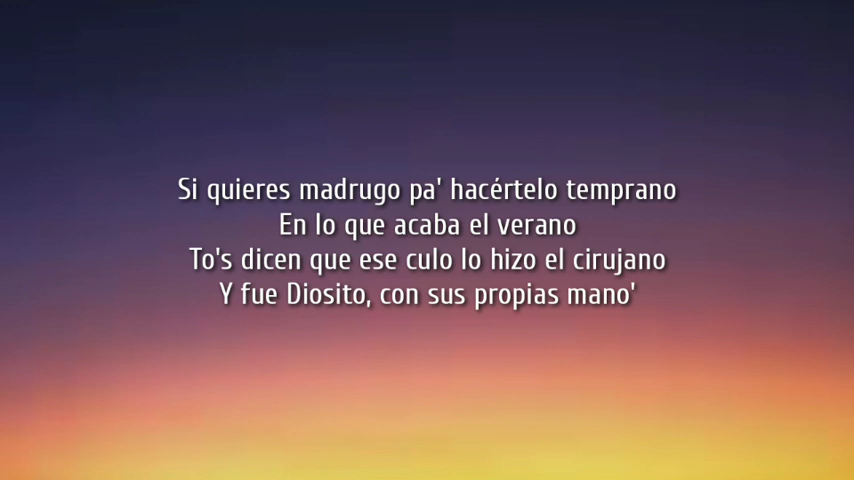 Si quieres madrugo pa' hacértelo temprano
En lo que acaba el verano
To's dicen que ese culo lo hizo el cirujano
Y fue Diosito, con sus propias mano'